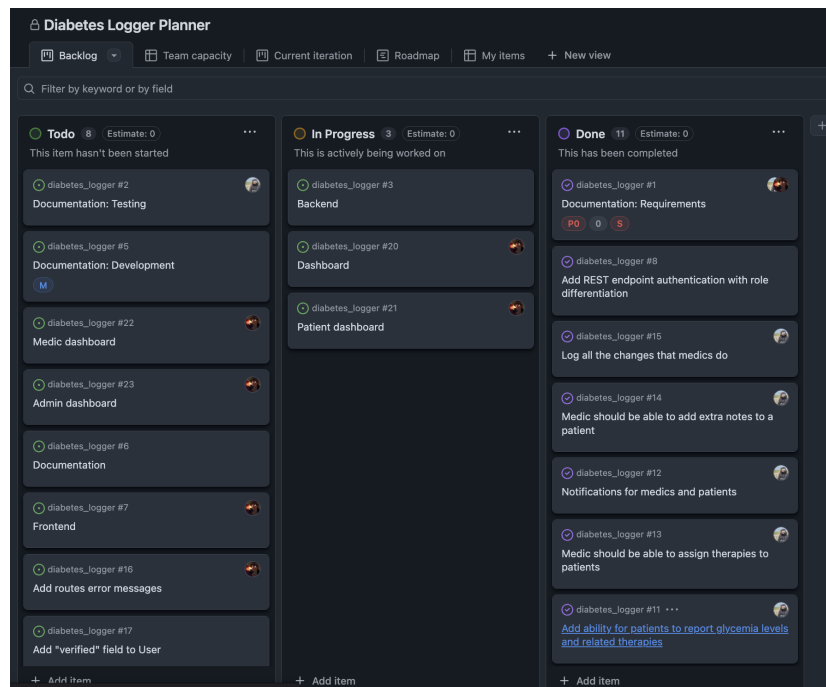 Diabetes Logger Planner
Backlog
Team capacity
Current iteration
Roadmap
My items
+ New view
Filter by keyword or by field
Todo 8 Estimate: 0 ...
This item hasn't been started
diabetes_logger #2
Documentation: Testing
diabetes_logger #5
Documentation: Development
M
diabetes_logger #22
Medic dashboard
diabetes_logger #23
Admin dashboard
diabetes_logger #6
Documentation
diabetes_logger #7
Frontend
diabetes_logger #16
Add routes error messages
diabetes_logger #17
Add "verified" field to User
+ Add item
In Progress 3 Estimate: 0 ...
This is actively being worked on
diabetes_logger #3
Backend
diabetes_logger #20
Dashboard
diabetes_logger #21
Patient dashboard
+ Add item
Done 11 Estimate: 0 ...
This has been completed
diabetes_logger #1
Documentation: Requirements
P0 0 S
diabetes_logger #8
Add REST endpoint authentication with role
differentiation
diabetes_logger #15
Log all the changes that medics do
diabetes_logger #14
Medic should be able to add extra notes to a
patient
diabetes_logger #12
Notifications for medics and patients
diabetes_logger #13
Medic should be able to assign therapies to
patients
diabetes_logger #11 ...
Add ability for patients to report glycemia levels
and related therapies
+ Add item
+